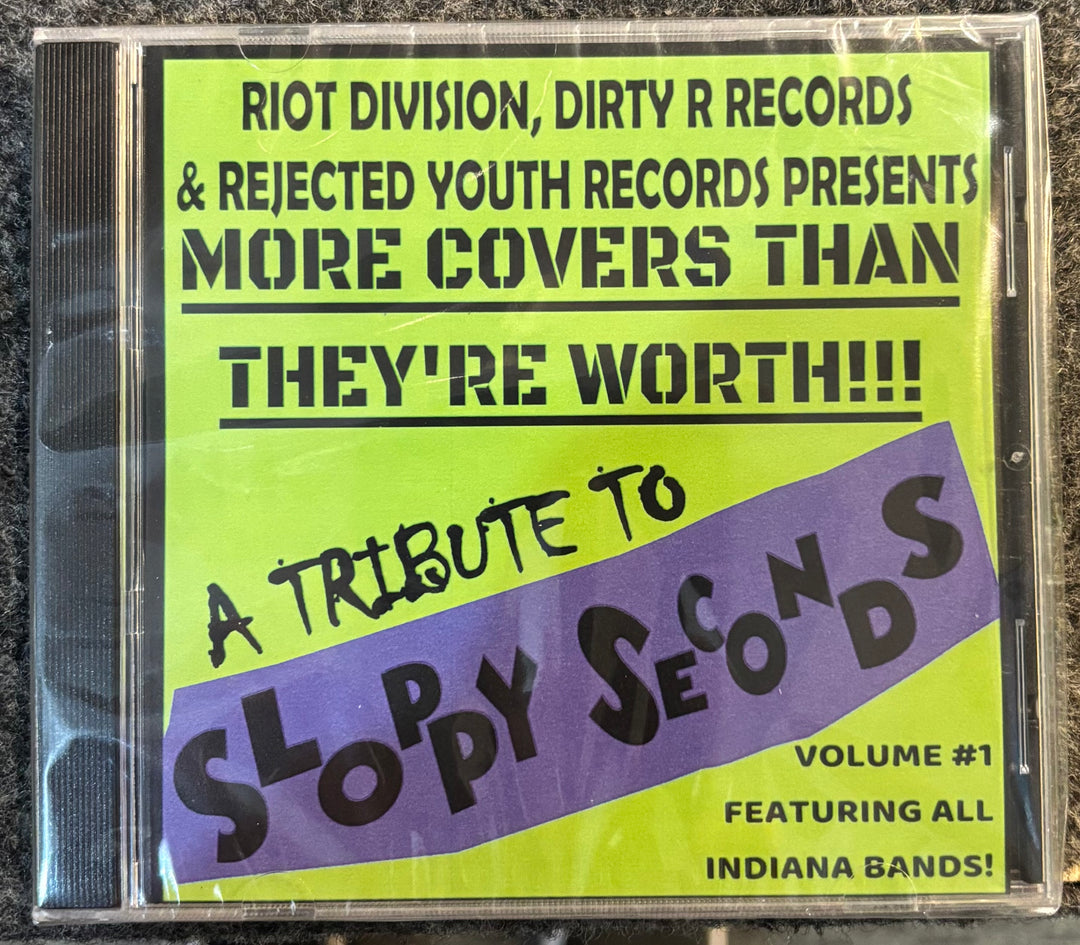 RIOT DIVISION, DIRTY R RECORDS
& REJECTED YOUTH RECORDS PRESENTS
MORE COVERS THAN
THEY'RE WORTH!!!
A TRIBUTE TO
SLOPPY SECONDS
VOLUME #1
FEATURING ALL
INDIANA BANDS!